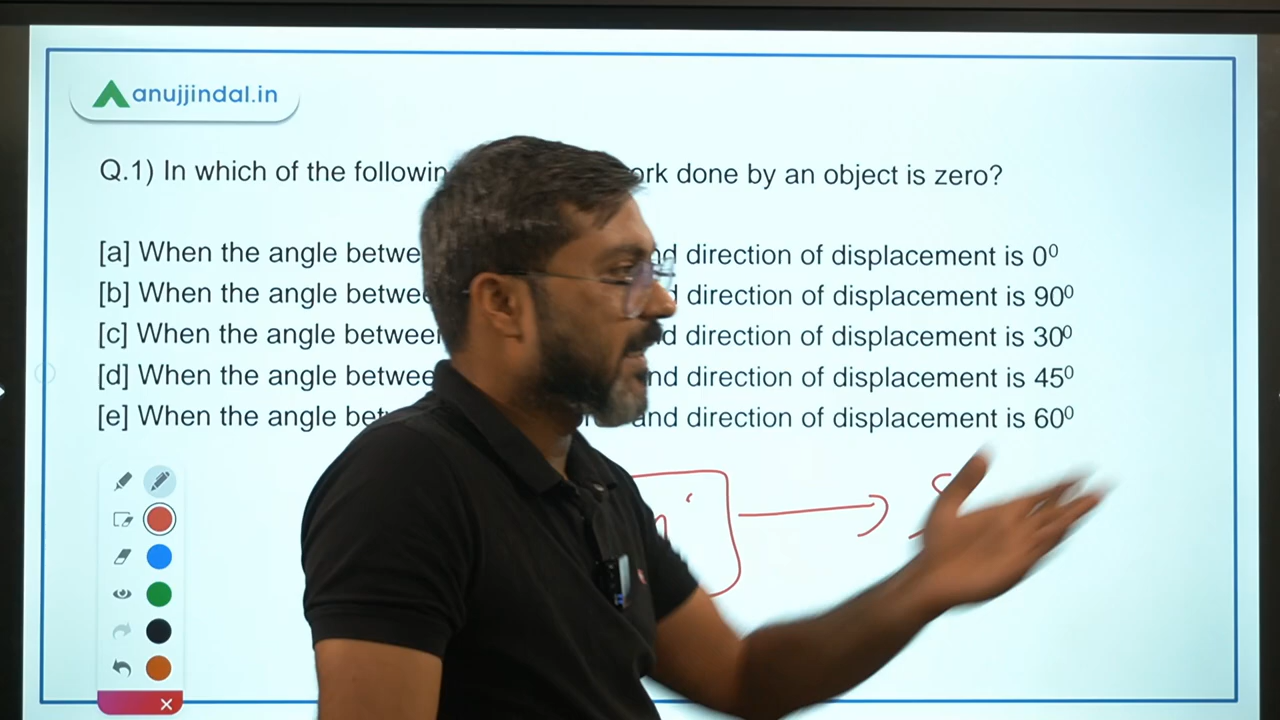 anujjindal.in
Q.1) In which of the followin ork done by an object is zero?
[a] When the angle betwe nd direction of displacement is 0⁰
[b] When the angle betwe d direction of displacement is 90⁰
[c] When the angle between d direction of displacement is 30⁰
[d] When the angle betwee nd direction of displacement is 45⁰
[e] When the angle bet and direction of displacement is 60⁰